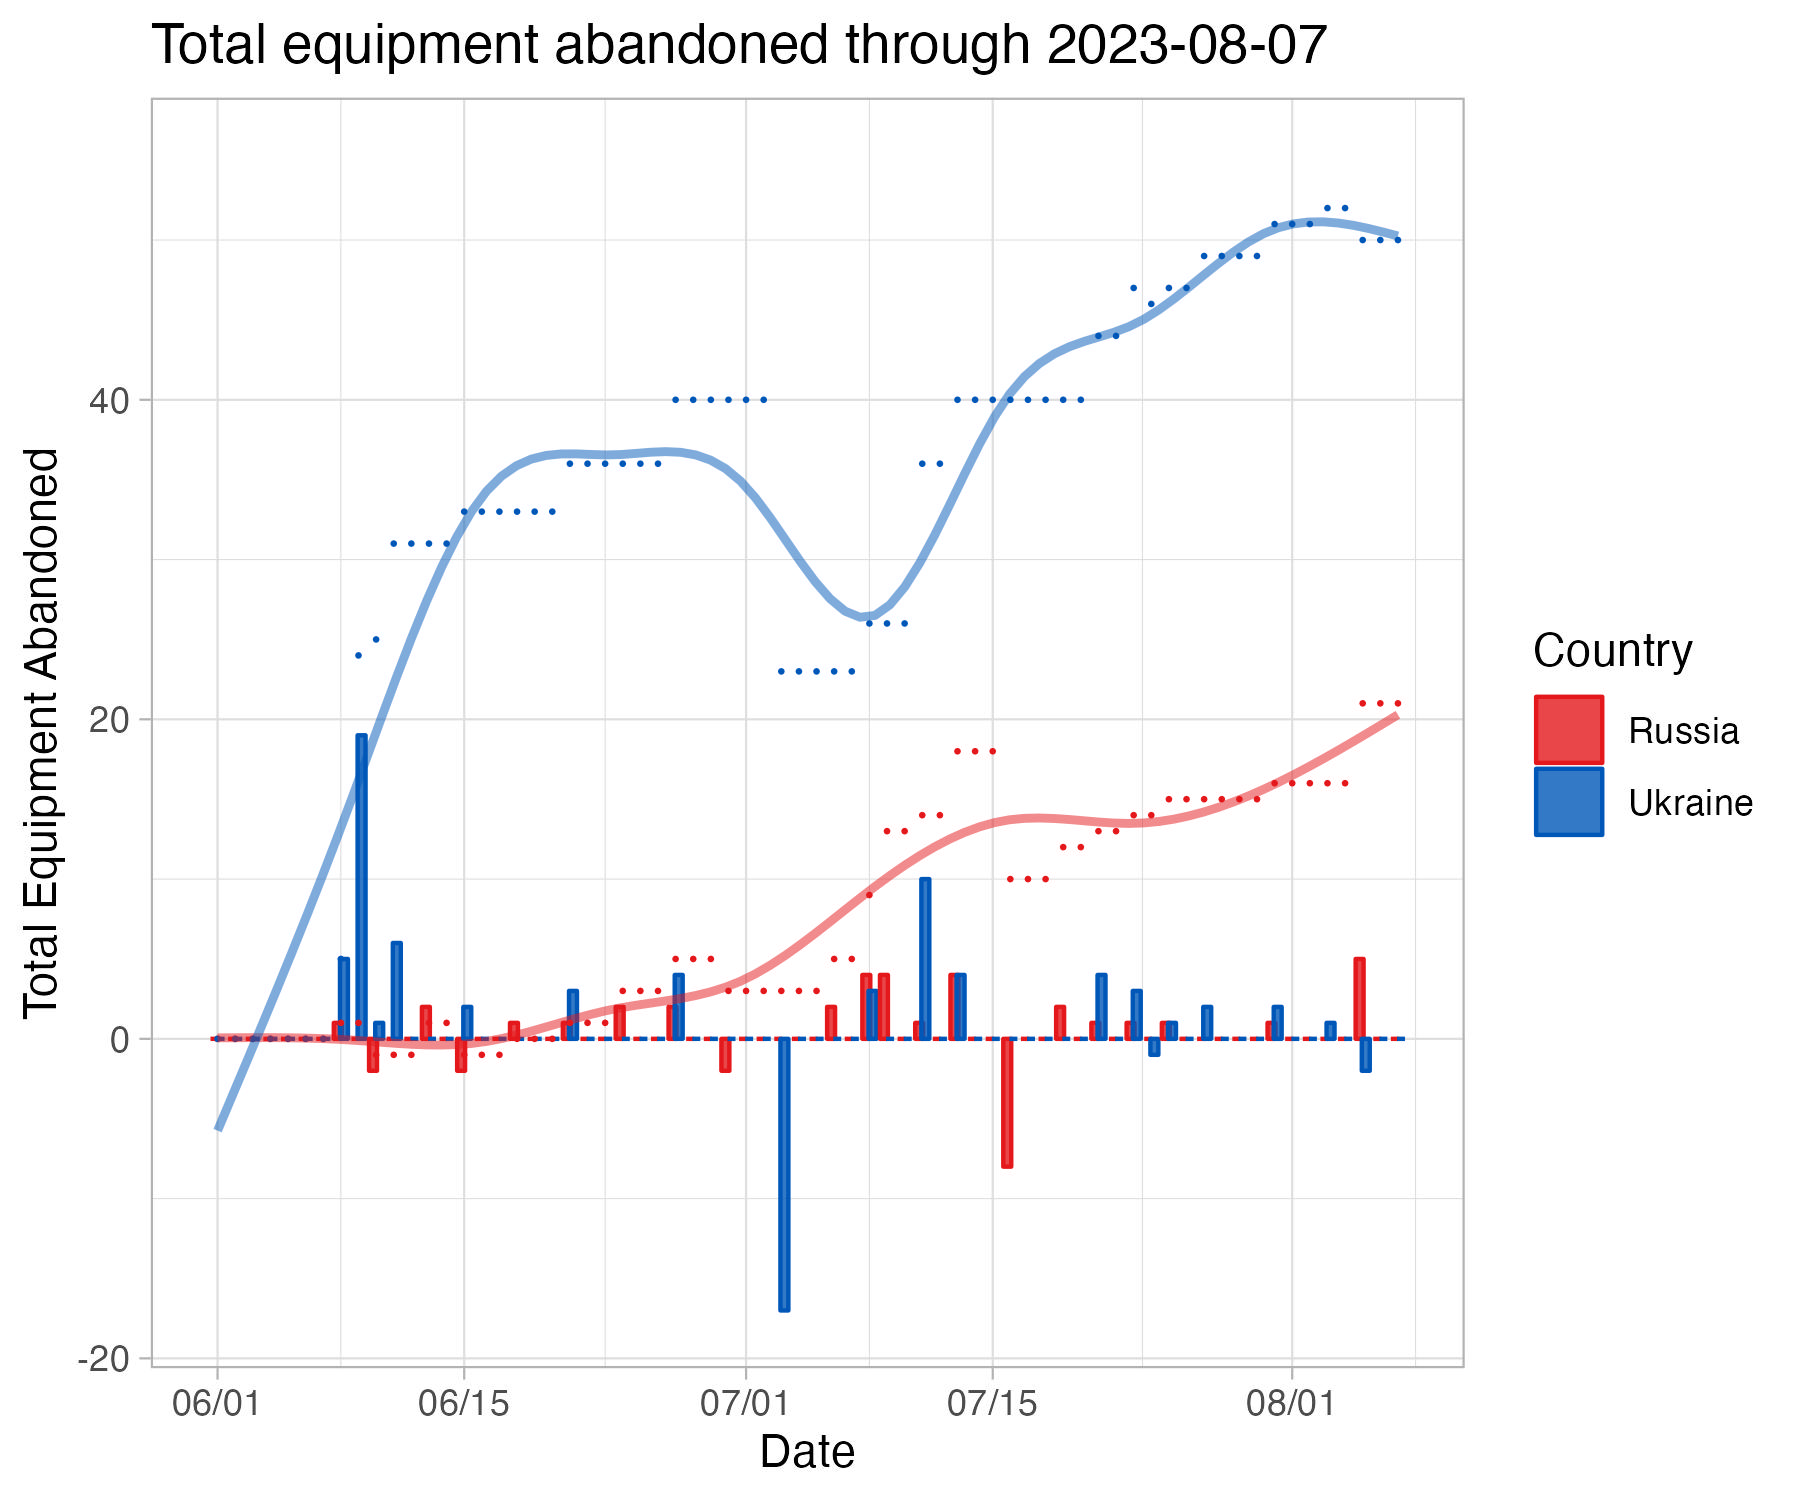 Total equipment abandoned through 2023-08-07
Total Equipment Abandoned
40
20
0
-20
06/01
06/15
07/01
07/15
08/01
Date
Country
Russia
Ukraine